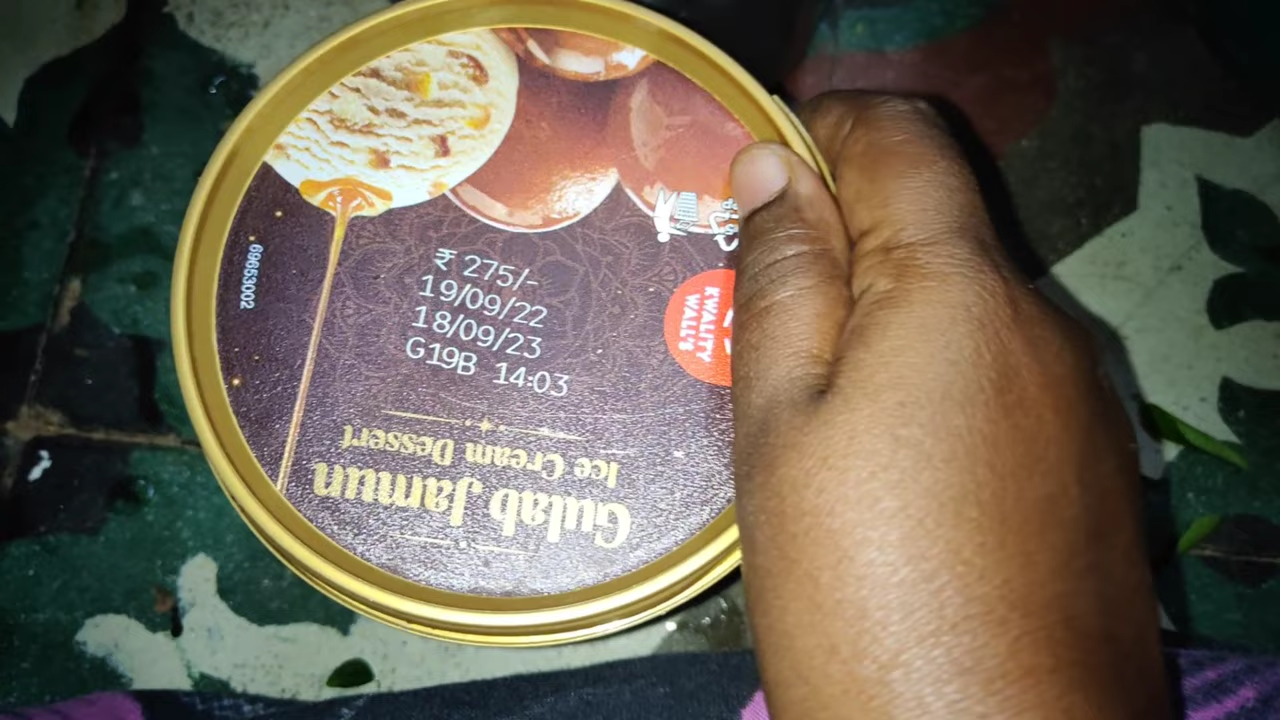 ₹ 275/-
19/09/22
18/09/23
G19B 14:03
KWALITY
WALL'S
69653002
Gulab Jamun
Ice Cream Dessert